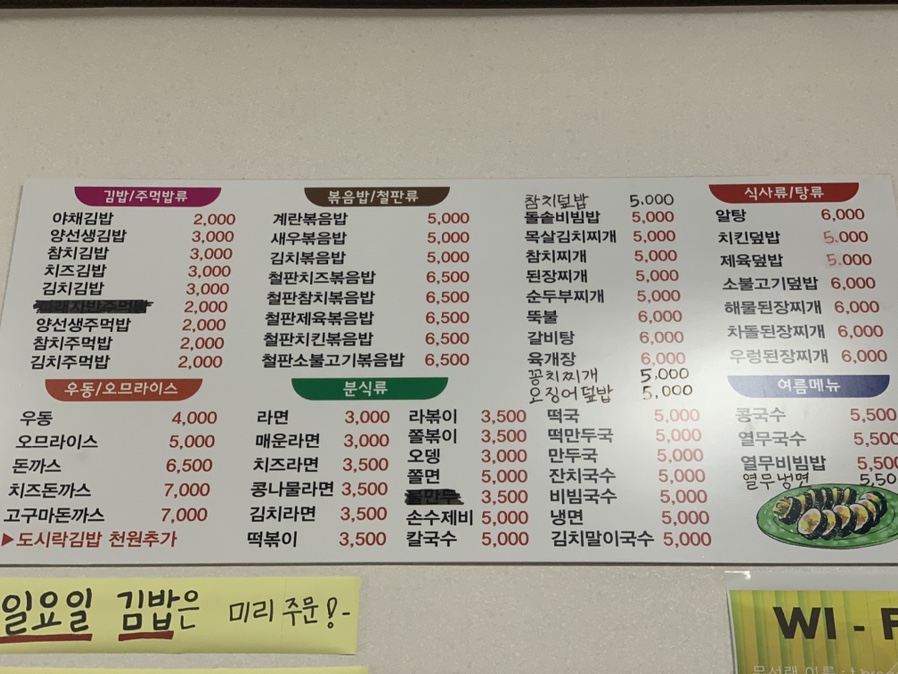 김밥/주먹밥류
야채김밥 2,000
양선생김밥 3,000
참치김밥 3,000
치즈김밥 3,000
김치김밥 3,000
2,000
양선생주먹밥 2,000
참치주먹밥 2,000
김치주먹밥 2,000
우동/오므라이스
우동 4,000
오므라이스 5,000
돈까스 6,500
치즈돈까스 7,000
고구마돈까스 7,000
▶도시락김밥 천원추가
볶음밥/철판류
계란볶음밥 5,000
새우볶음밥 5,000
김치볶음밥 5,000
철판치즈볶음밥 6,500
철판참치볶음밥 6,500
철판제육볶음밥 6,500
철판치킨볶음밥 6,500
철판소불고기볶음밥 6,500
참치덮밥 5.000
돌솥비빔밥 5,000
목살김치찌개 5,000
참치찌개 5,000
된장찌개 5,000
순두부찌개 5,000
뚝불 6,000
갈비탕 6,000
육개장 6,000
꽁치찌개 5.000
오징어덮밥 5,000
식사류/탕류
알탕 6,000
치킨덮밥 5.000
제육덮밥 5.000
소불고기덮밥 6,000
해물된장찌개 6,000
차돌된장찌개 6,000
우렁된장찌개 6,000
분식류
라면 3,000
매운라면 3,000
치즈라면 3,500
콩나물라면 3,500
김치라면 3,500
떡볶이 3,500
라볶이 3,500
쫄볶이 3,500
오뎅 3,000
쫄면 5,000
3,500
손수제비 5,000
칼국수 5,000
떡국 5,000
떡만두국 5,000
만두국 5,000
잔치국수 5,000
비빔국수 5,000
냉면 5,000
김치말이국수 5,000
여름메뉴
콩국수 5,500
열무국수 5,500
열무비빔밥 5,500
열무냉면 5,50
일요일 김밥은 미리 주문!-
WI - F